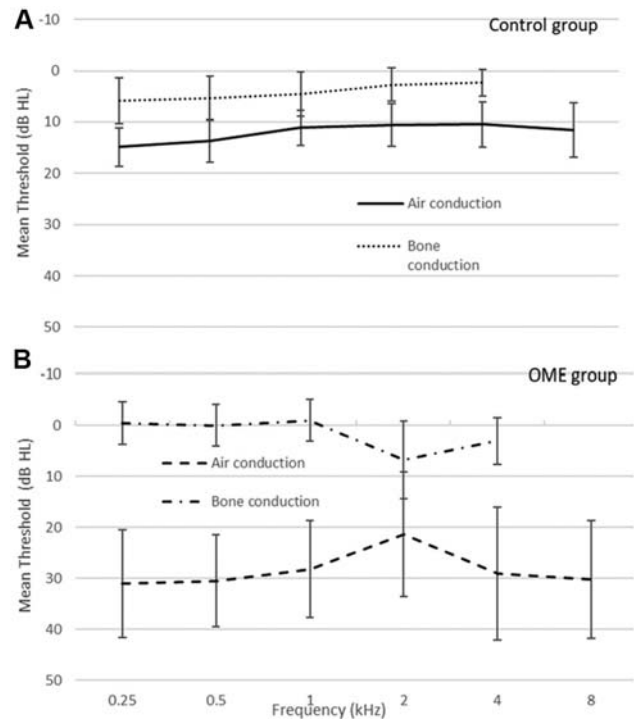 A
Control group
-10
0
10
20
30
40
50
Mean Threshold (dB HL)
Air conduction
Bone
conduction
B
OME group
-10
0
10
20
30
40
50
Mean Threshold (dB HL)
Air conduction
Bone conduction
0.25
0.5
1
2
4
8
Frequency (kHz)